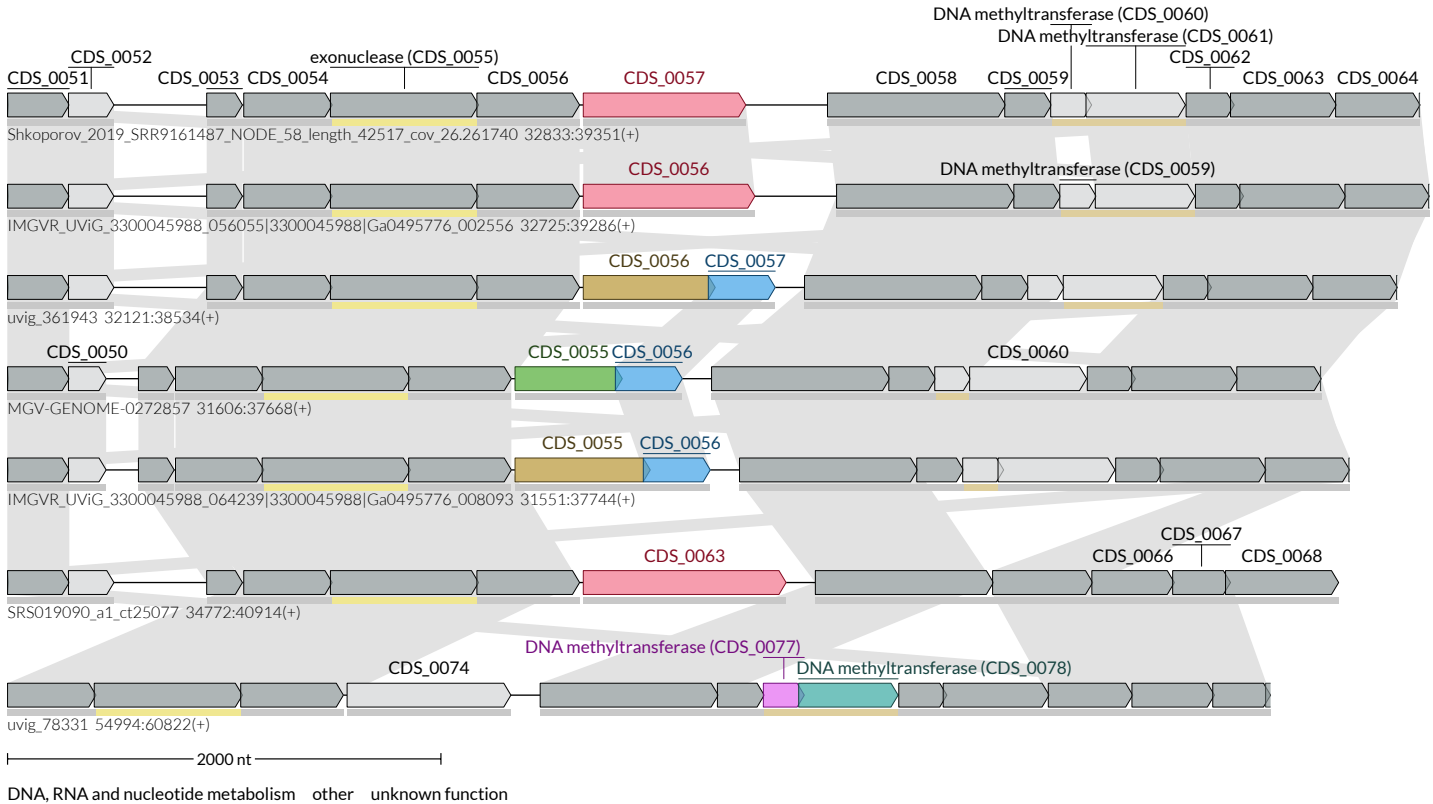 DNA methyltransferase (CDS_0060)
DNA methyltransferase (CDS_0061)
CDS_0052 exonuclease (CDS_0055) CDS_0062
CDS_0051 CDS_0053 CDS_0054 CDS_0056 CDS_0057 CDS_0058 CDS_0059 CDS_0063 CDS_0064
Shkoporov_2019_SRR9161487_NODE_58_length_42517_cov_26.261740 32833:39351(+)
CDS_0056 DNA methyltransferase (CDS_0059)
IMGVR_UViG_3300045988_056055|3300045988|Ga0495776_002556 32725:39286(+)
CDS_0056 CDS_0057
uvig_361943 32121:38534(+)
CDS_0050 CDS_0055 CDS_0056 CDS_0060
MGV-GENOME-0272857 31606:37668(+)
CDS_0055 CDS_0056
IMGVR_UViG_3300045988_064239|3300045988|Ga0495776_008093 31551:37744(+)
CDS_0067
CDS_0063 CDS_0066 CDS_0068
SRS019090_a1_ct25077 34772:40914(+)
DNA methyltransferase (CDS_0077)
CDS_0074 DNA methyltransferase (CDS_0078)
uvig_78331 54994:60822(+)
2000 nt
DNA, RNA and nucleotide metabolism other unknown function